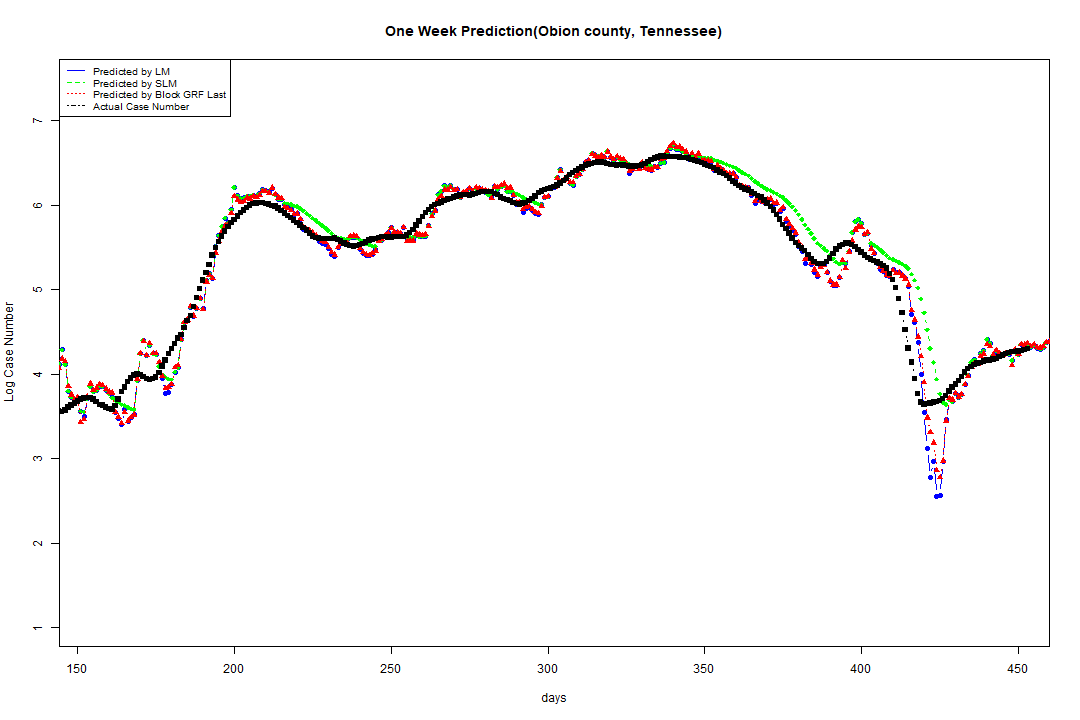 One Week Prediction(Obion county, Tennessee)
Predicted by LM
Predicted by SLM
Predicted by Block GRF Last
Actual Case Number
7
6
5
4
3
2
1
Log Case Number
150 200 250 300 350 400 450
days